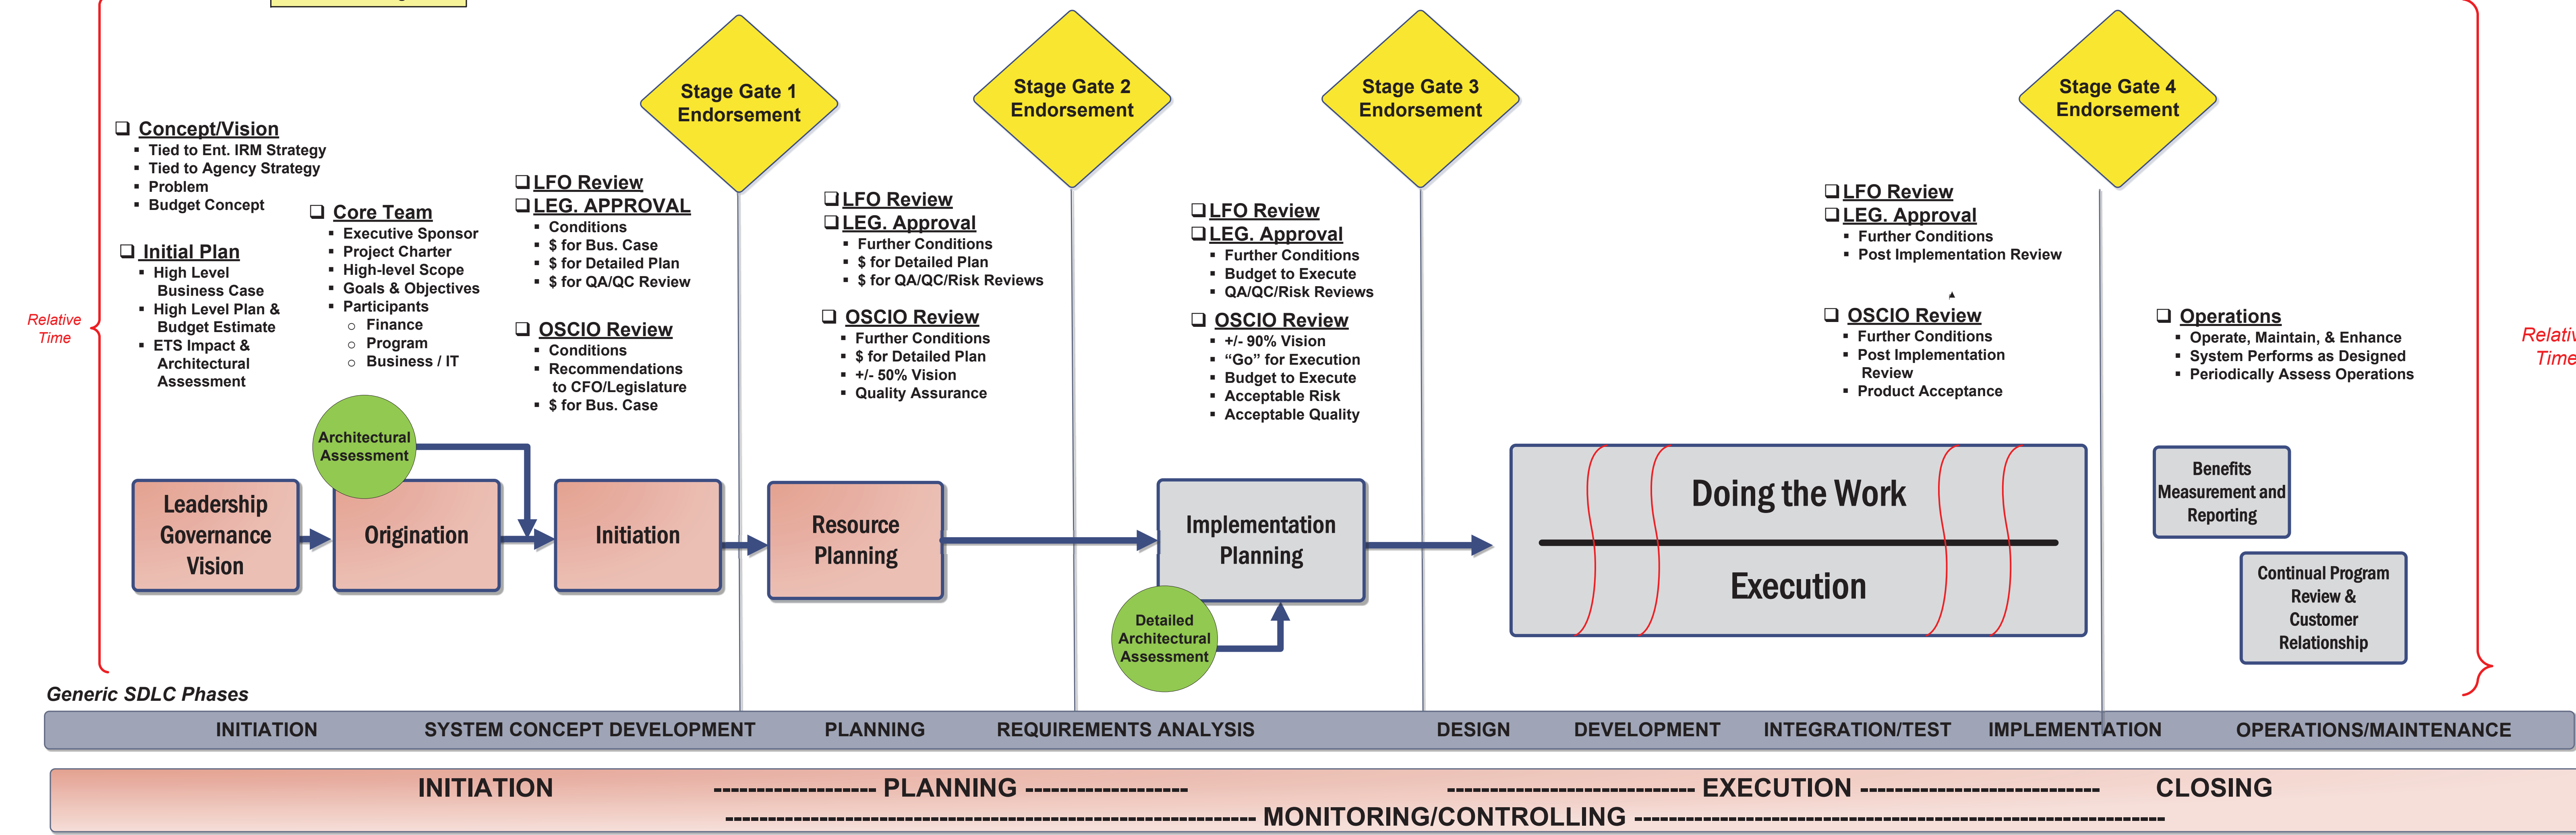 Stage Gate 1
Endorsement
Stage Gate 2
Endorsement
Stage Gate 3
Endorsement
Stage Gate 4
Endorsement
Relative
Time
Concept/Vision
Tied to Ent. IRM Strategy
Tied to Agency Strategy
Problem
Budget Concept
Initial Plan
High Level
Business Case
High Level Plan &
Budget Estimate
ETS Impact &
Architectural
Assessment
Core Team
Executive Sponsor
Project Charter
High-level Scope
Goals & Objectives
Participants
Finance
Program
Business / IT
LFO Review
LEG. APPROVAL
Conditions
$ for Bus. Case
$ for Detailed Plan
$ for QA/QC Review
OSCIO Review
Conditions
Recommendations
to CFO/Legislature
$ for Bus. Case
LFO Review
LEG. Approval
Further Conditions
$ for Detailed Plan
$ for QA/QC/Risk Reviews
OSCIO Review
Further Conditions
$ for Detailed Plan
+/- 50% Vision
Quality Assurance
LFO Review
LEG. Approval
Further Conditions
Budget to Execute
QA/QC/Risk Reviews
OSCIO Review
+/- 90% Vision
“Go” for Execution
Budget to Execute
Acceptable Risk
Acceptable Quality
LFO Review
LEG. Approval
Further Conditions
Post Implementation Review
OSCIO Review
Further Conditions
Post Implementation
Review
Product Acceptance
Operations
Operate, Maintain, & Enhance
System Performs as Designed
Periodically Assess Operations
Relativ
Time
Architectural
Assessment
Leadership
Governance
Vision
Origination
Initiation
Resource
Planning
Implementation
Planning
Detailed
Architectural
Assessment
Doing the Work
Execution
Benefits
Measurement and
Reporting
Continual Program
Review &
Customer
Relationship
Generic SDLC Phases
INITIATION SYSTEM CONCEPT DEVELOPMENT PLANNING REQUIREMENTS ANALYSIS DESIGN DEVELOPMENT INTEGRATION/TEST IMPLEMENTATION OPERATIONS/MAINTENANCE
INITIATION ------------------- PLANNING ------------------- ----------------------------- EXECUTION ---------------------------- CLOSING
-------------------------------------------------------------- MONITORING/CONTROLLING --------------------------------------------------------------